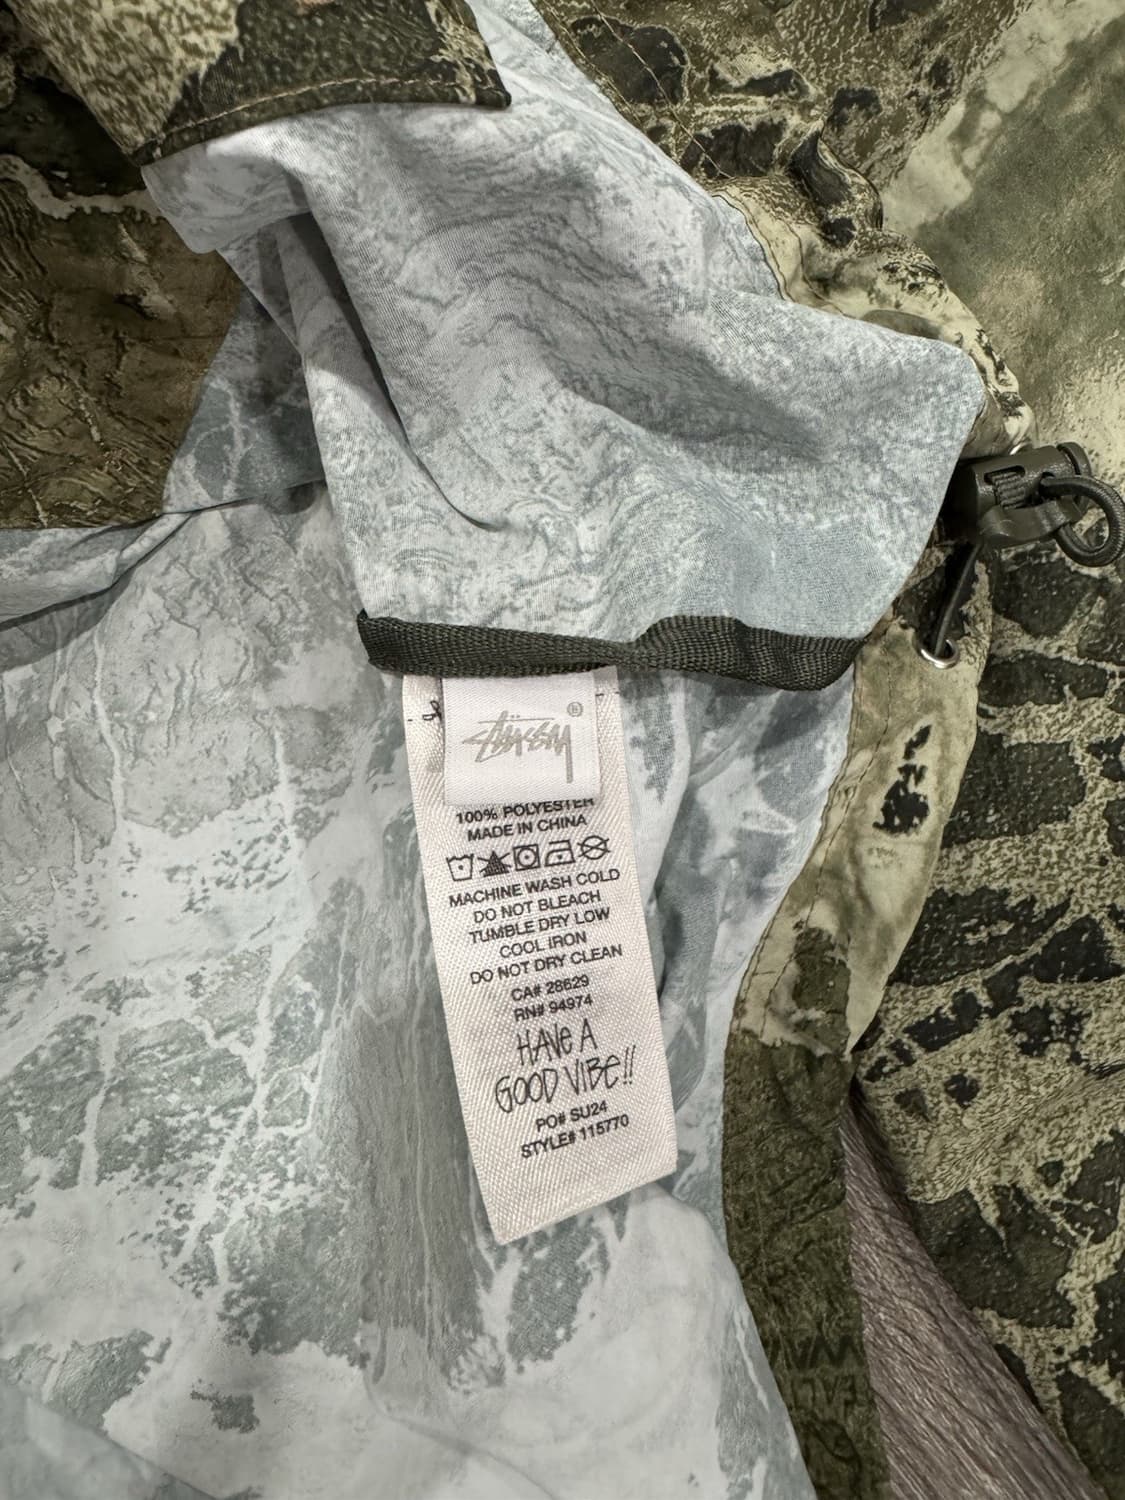 Stüssy ®
100% POLYESTER
MADE IN CHINA
MACHINE WASH COLD
DO NOT BLEACH
TUMBLE DRY LOW
COOL IRON
DO NOT DRY CLEAN
CA# 28629
RN# 94974
HAVE A
GOOD VIBE!!
PO# SU24
STYLE# 115770